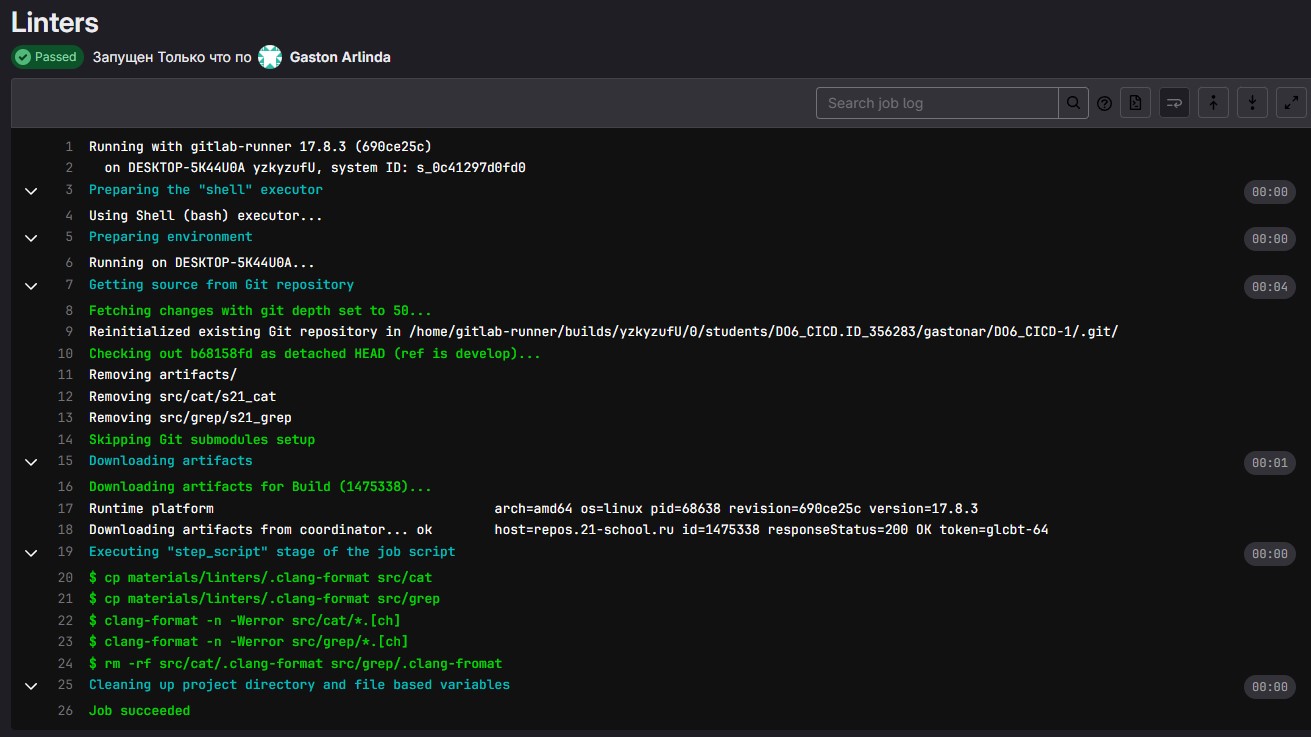 Linters
Passed Запущен Только что по Gaston Arlinda
Search job log
1 Running with gitlab-runner 17.8.3 (690ce25c)
2 on DESKTOP-5K44U0A yzkyzufU, system ID: s_0c41297d0fd0
3 Preparing the "shell" executor 00:00
4 Using Shell (bash) executor...
5 Preparing environment 00:00
6 Running on DESKTOP-5K44U0A...
7 Getting source from Git repository 00:04
8 Fetching changes with git depth set to 50...
9 Reinitialized existing Git repository in /home/gitlab-runner/builds/yzkyzufU/0/students/DO6_CICD.ID_356283/gastonar/DO6_CICD-1/.git/
10 Checking out b68158fd as detached HEAD (ref is develop)...
11 Removing artifacts/
12 Removing src/cat/s21_cat
13 Removing src/grep/s21_grep
14 Skipping Git submodules setup
15 Downloading artifacts 00:01
16 Downloading artifacts for Build (1475338)...
17 Runtime platform arch=amd64 os=linux pid=68638 revision=690ce25c version=17.8.3
18 Downloading artifacts from coordinator... ok host=repos.21-school.ru id=1475338 responseStatus=200 OK token=glcbt-64
19 Executing "step_script" stage of the job script 00:00
20 $ cp materials/linters/.clang-format src/cat
21 $ cp materials/linters/.clang-format src/grep
22 $ clang-format -n -Werror src/cat/*.[ch]
23 $ clang-format -n -Werror src/grep/*.[ch]
24 $ rm -rf src/cat/.clang-format src/grep/.clang-fromat
25 Cleaning up project directory and file based variables 00:00
26 Job succeeded